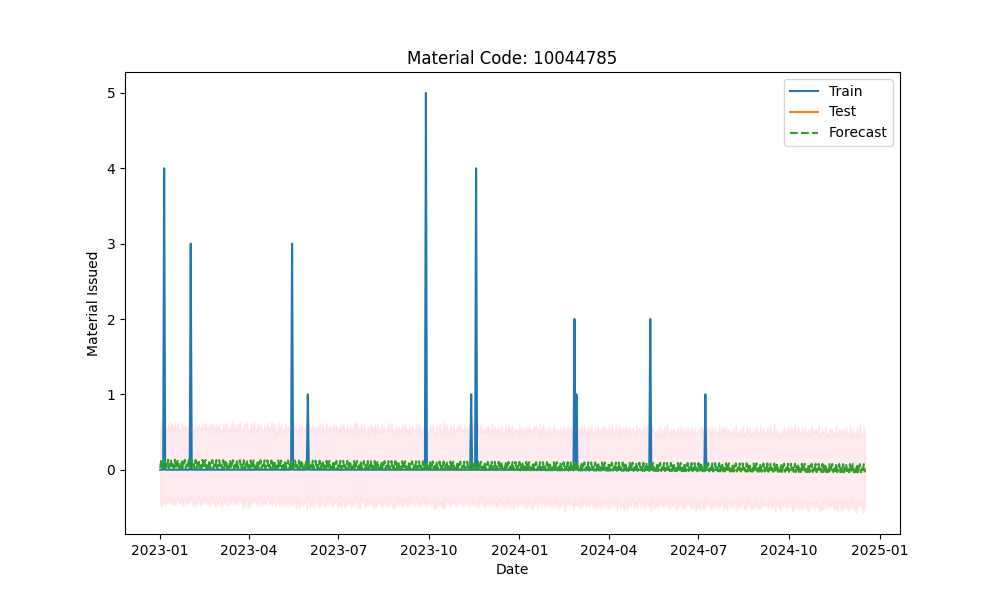 Material Code: 10044785
Train
Test
Forecast
Material Issued
5
4
3
2
1
0
2023-01 2023-04 2023-07 2023-10 2024-01 2024-04 2024-07 2024-10 2025-01
Date